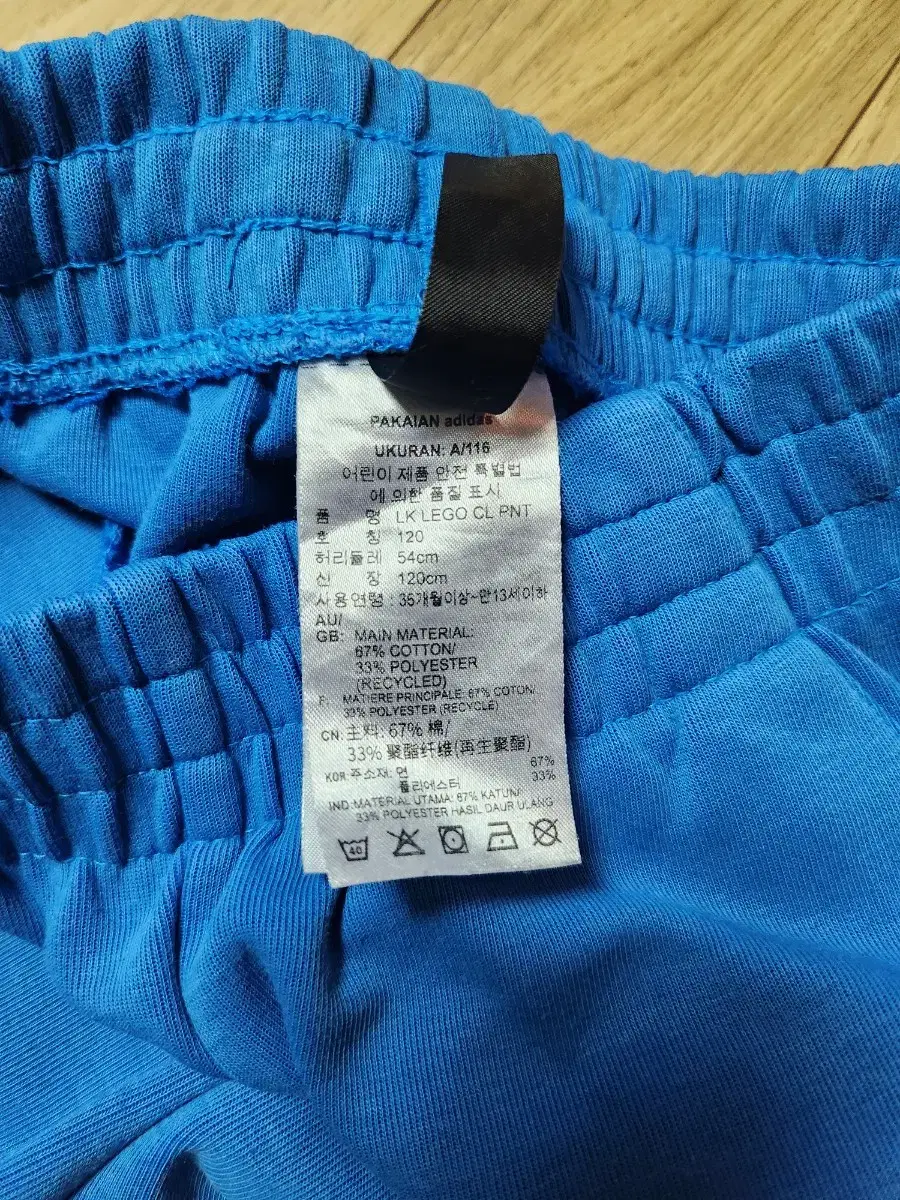 PAKAIAN adidas
UKURAN: A/116
어린이 제품 안전 특별법
에 의한 품질 표시
품 명 LK LEGO CL PNT
호 칭 120
허리둘레 54cm
신 장 120cm
사용연령 : 36개월이상~만13세이하
AU/
GB: MAIN MATERIAL:
67% COTTON/
33% POLYESTER
(RECYCLED)
F: MATIERE PRINCIPALE: 67% COTON/
33% POLYESTER (RECYCLE)
CN: 主料: 67% 棉/
33% 聚酯纤维(再生聚酯)
KOR 주소재: 면 67%
폴리에스터 33%
IND:MATERIAL UTAMA: 67% KATUN/
33% POLYESTER HASIL DAUR ULANG
40